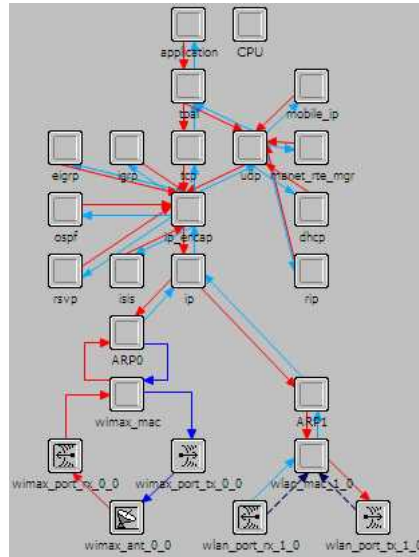 application CPU
tpal mobile_ip
eigrp igrp tcp udp manet_rte_mgr
ospf ip_encap dhcp
rsvp isis ip rip
ARP0
wimax_mac ARP1
wimax_port_rx_0_0 wimax_port_tx_0_0 wlan_mac_1_0
wimax_ant_0_0 wlan_port_rx_1_0 wlan_port_tx_1_0